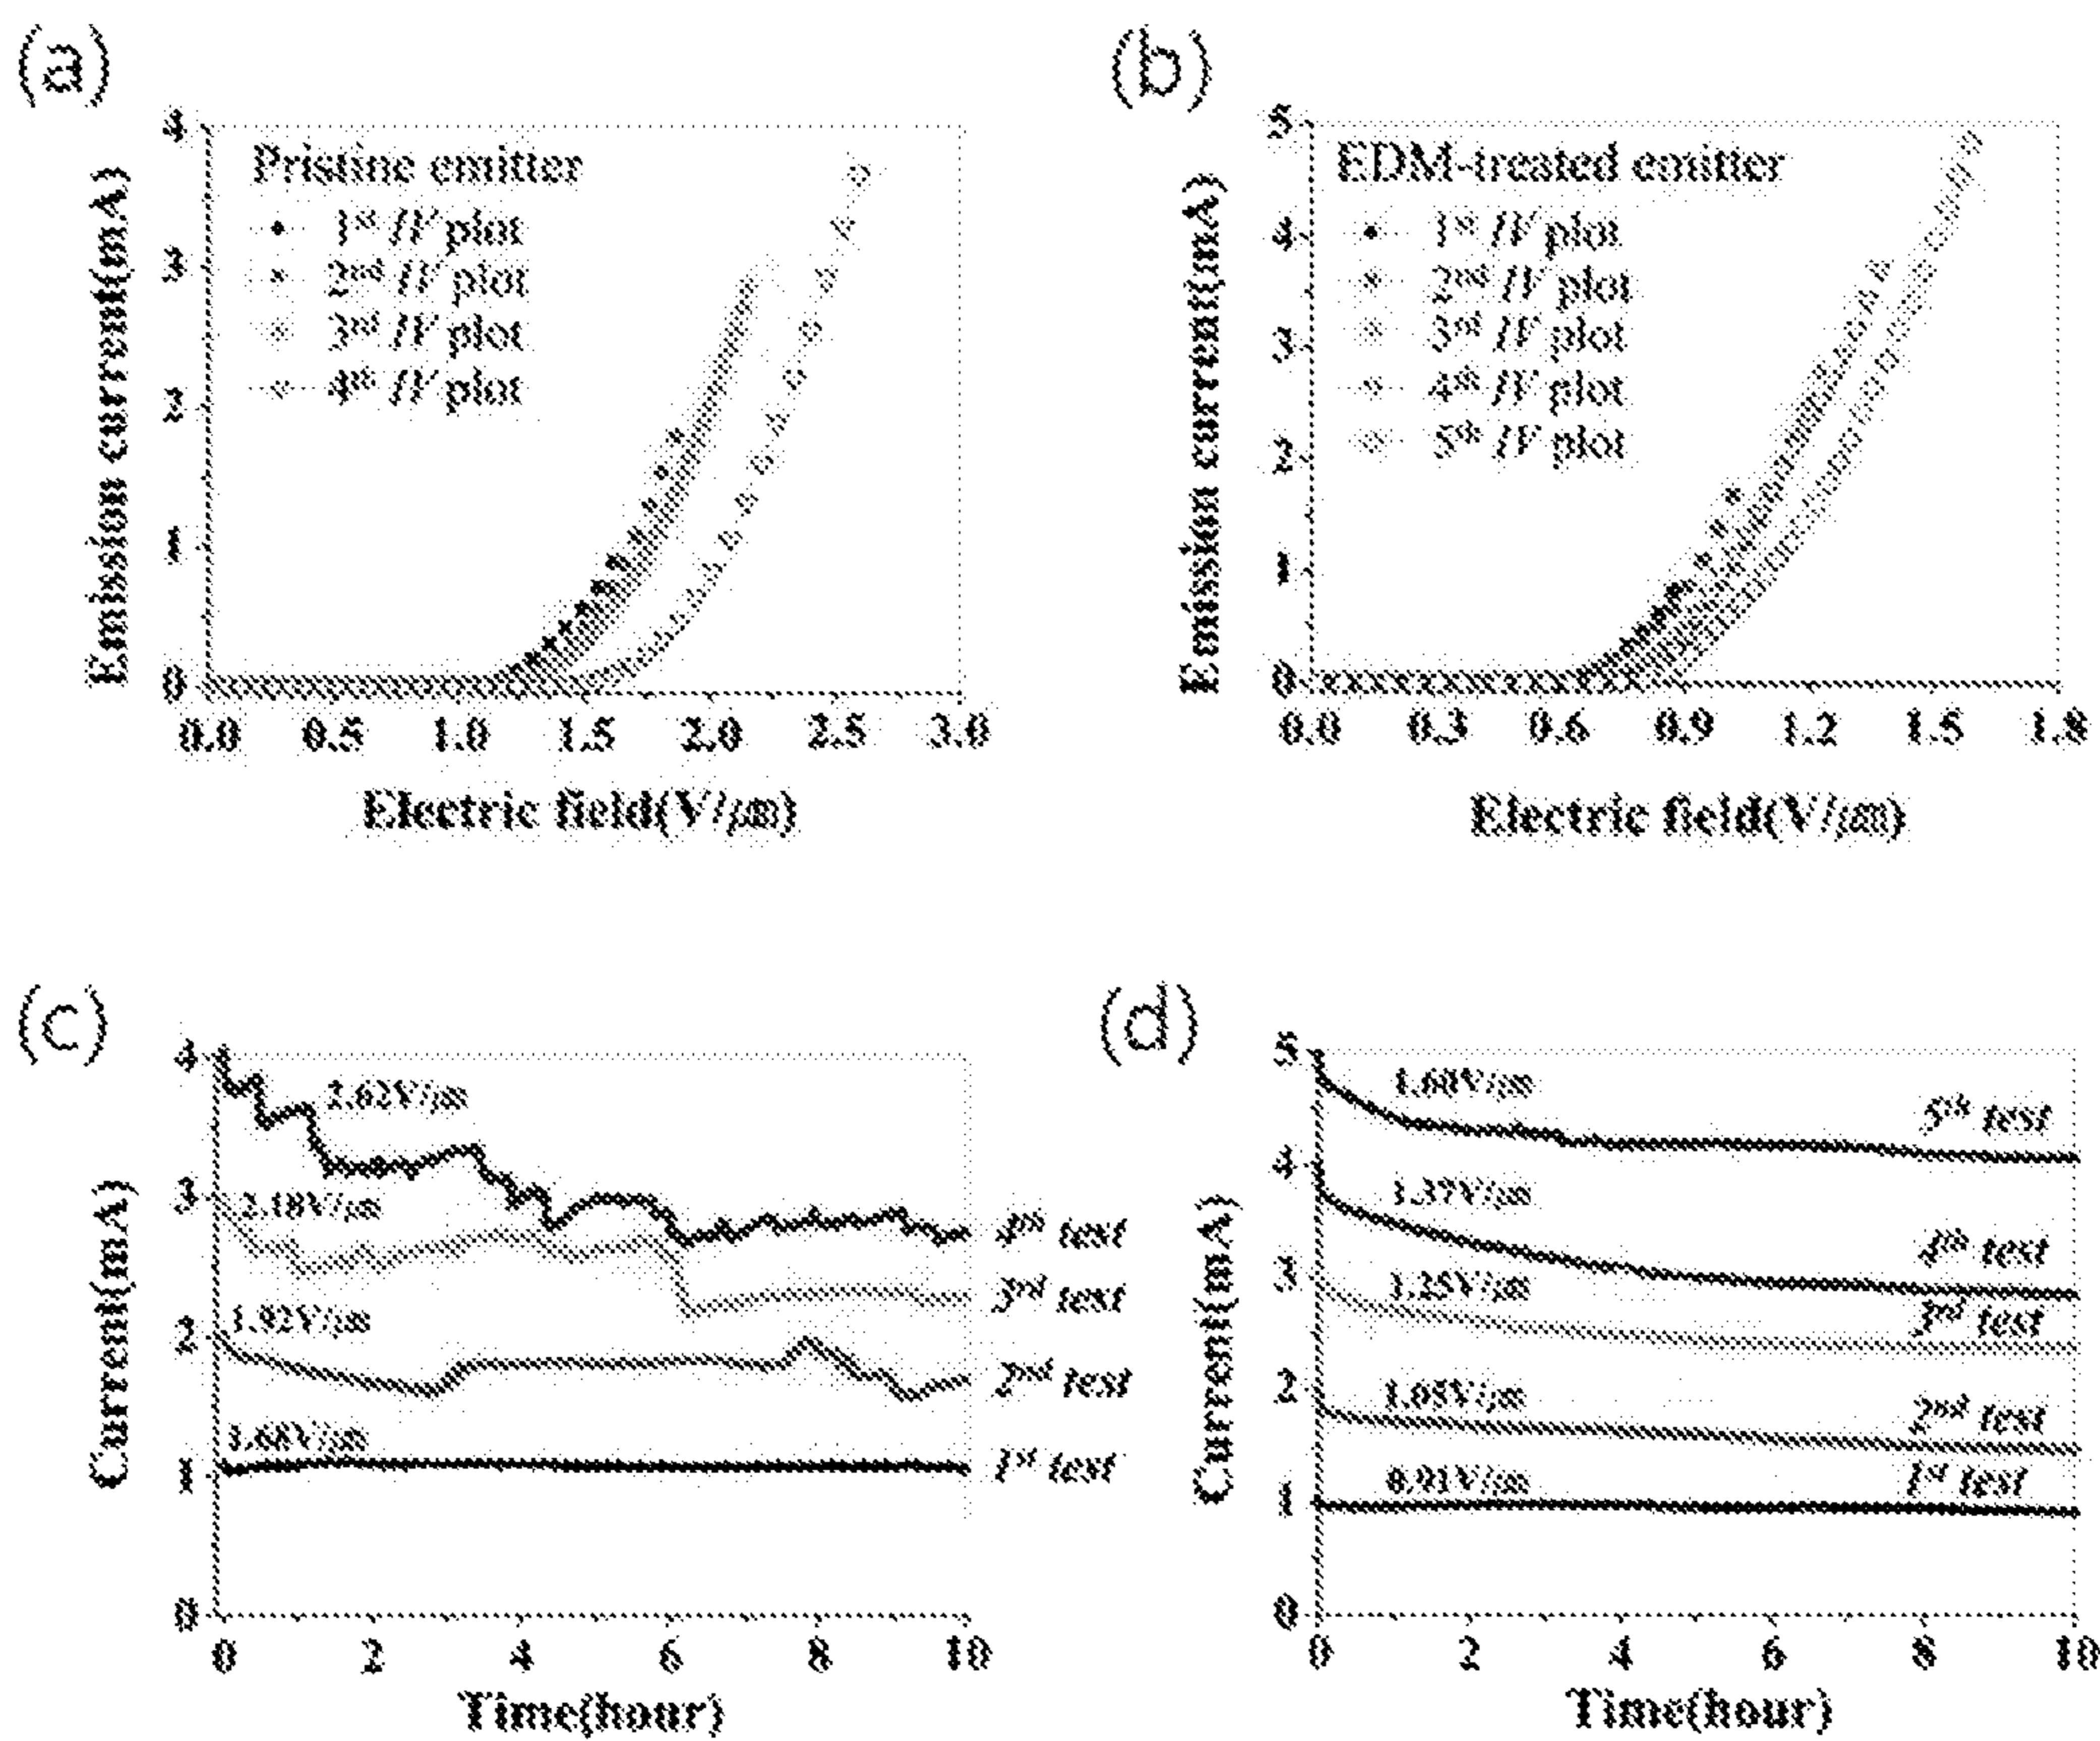 (a)
4
3
2
1
0
Emission current(mA)
Pristine emitter
1st IV plot
2nd IV plot
3rd IV plot
4th IV plot
0.0 0.5 1.0 1.5 2.0 2.5 3.0
Electric field(V/㎛)
(b)
5
4
3
2
1
0
Emission current(mA)
EDM-treated emitter
1st IV plot
2nd IV plot
3rd IV plot
4th IV plot
5th IV plot
0.0 0.3 0.6 0.9 1.2 1.5 1.8
Electric field(V/㎛)
(c)
4
3
2
1
0
Current(mA)
2.62V/㎛
2.18V/㎛
1.92V/㎛
1.68V/㎛
4th test
3rd test
2nd test
1st test
0 2 4 6 8 10
Time(hour)
(d)
5
4
3
2
1
0
Current(mA)
1.60V/㎛
5th test
1.37V/㎛
4th test
1.25V/㎛
3rd test
1.05V/㎛
2nd test
0.91V/㎛
1st test
0 2 4 6 8 10
Time(hour)